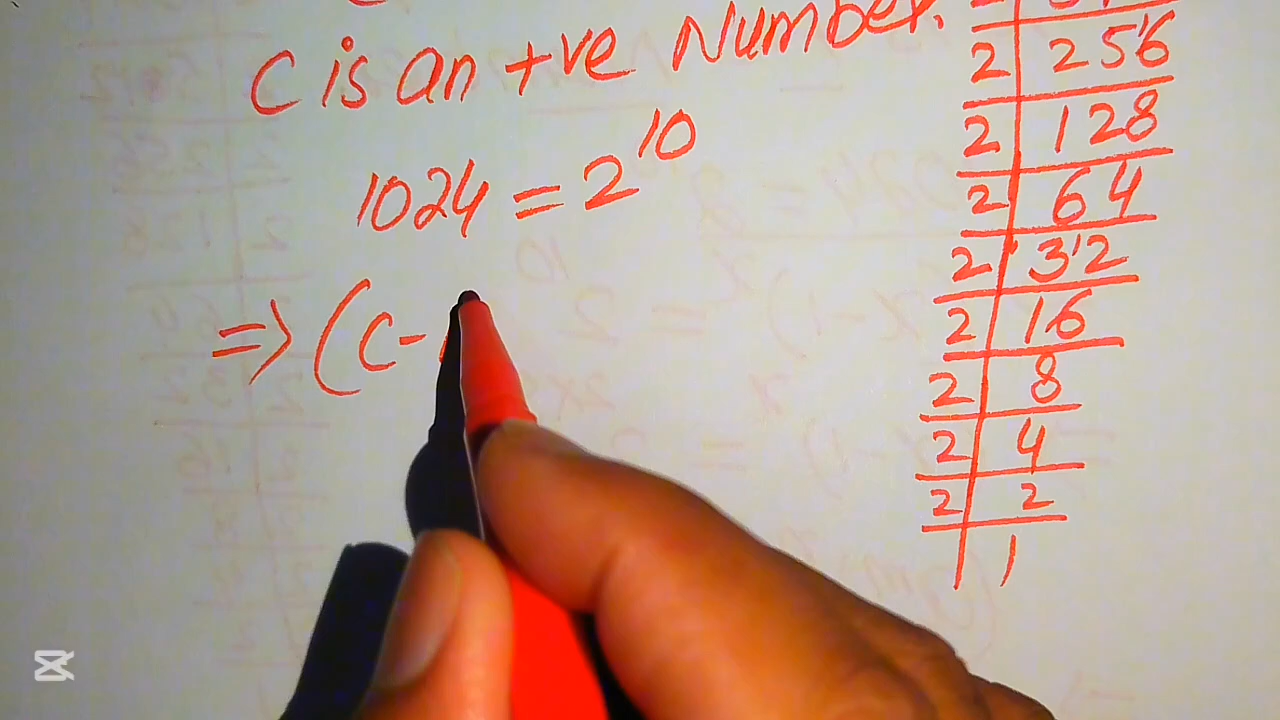 C is an +ve Number.
1024 = 2^10
=> (C-
2 | 256
2 | 128
2 | 64
2 | 32
2 | 16
2 | 8
2 | 4
2 | 2
| 1